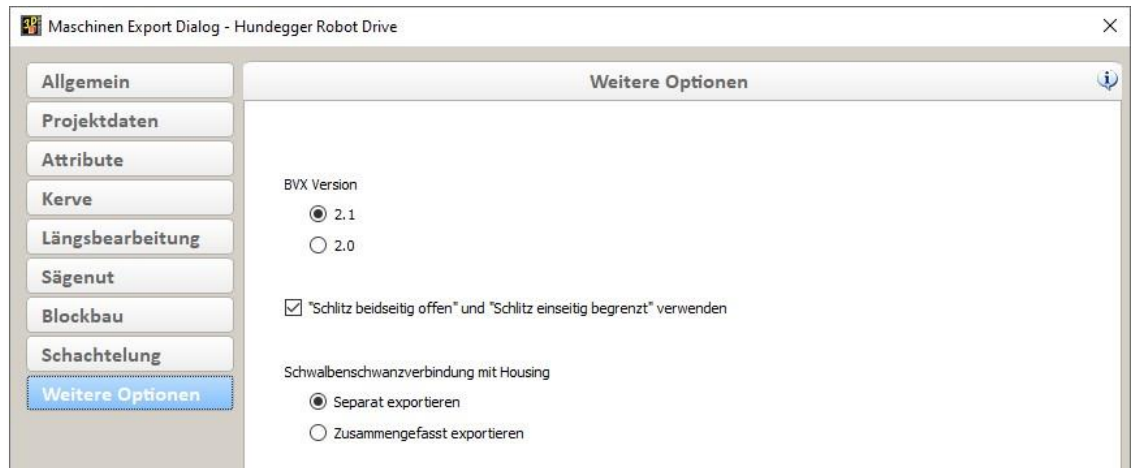 Maschinen Export Dialog - Hundegger Robot Drive
Allgemein
Projektdaten
Attribute
Kerve
Längsbearbeitung
Sägenut
Blockbau
Schachtelung
Weitere Optionen
Weitere Optionen
BVX Version
2.1
2.0
"Schlitz beidseitig offen" und "Schlitz einseitig begrenzt" verwenden
Schwalbenschwanzverbindung mit Housing
Separat exportieren
Zusammengefasst exportieren